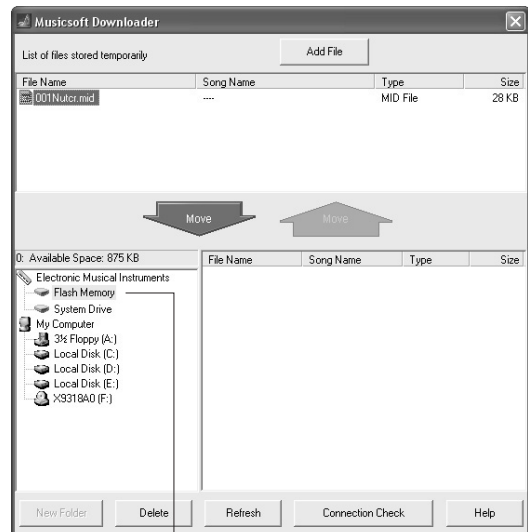 Musicsoft Downloader
List of files stored temporarily
Add File
File Name Song Name Type Size
001Nutcr.mid ---- MID File 28 KB
Move Move
0: Available Space: 875 KB
File Name Song Name Type Size
Electronic Musical Instruments
Flash Memory
System Drive
My Computer
3½ Floppy (A:)
Local Disk (C:)
Local Disk (D:)
Local Disk (E:)
X9318A0 (F:)
New Folder Delete Refresh Connection Check Help